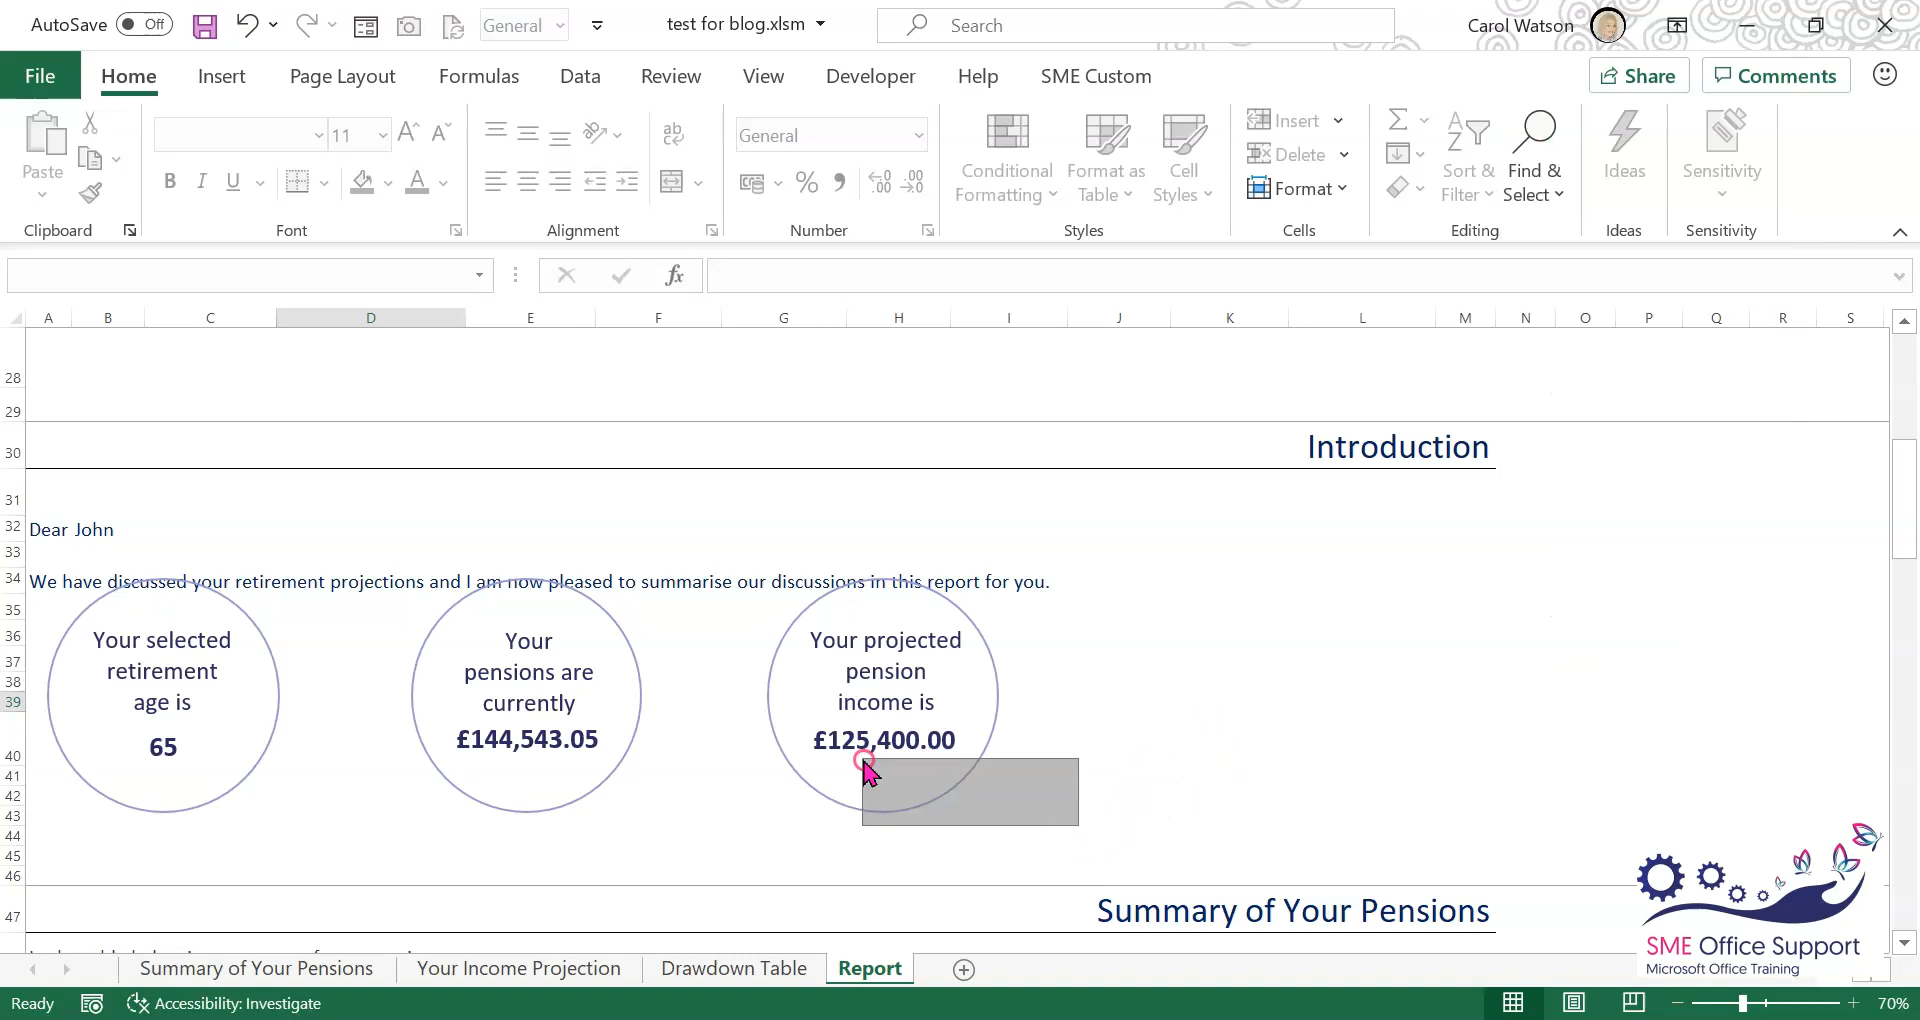 AutoSave Off General test for blog.xlsm Search Carol Watson
File Home Insert Page Layout Formulas Data Review View Developer Help SME Custom Share Comments
Paste
Clipboard
11
B I U
Font
ab
Alignment
General
% 9
Number
Conditional Formatting
Format as Table
Cell Styles
Styles
Insert
Delete
Format
Cells
Sort & Filter
Find & Select
Editing
Ideas
Ideas
Sensitivity
Sensitivity
fx
A B C D E F G H I J K L M N O P Q R S
28
29
30 Introduction
31
32 Dear John
33
34 We have discussed your retirement projections and I am now pleased to summarise our discussions in this report for you.
35
36
37
38
39
40
41
42
43
44
45
46
Your selected
retirement
age is
65
Your
pensions are
currently
£144,543.05
Your projected
pension
income is
£125,400.00
47 Summary of Your Pensions
SME Office Support
Microsoft Office Training
Summary of Your Pensions Your Income Projection Drawdown Table Report
Ready Accessibility: Investigate 70%